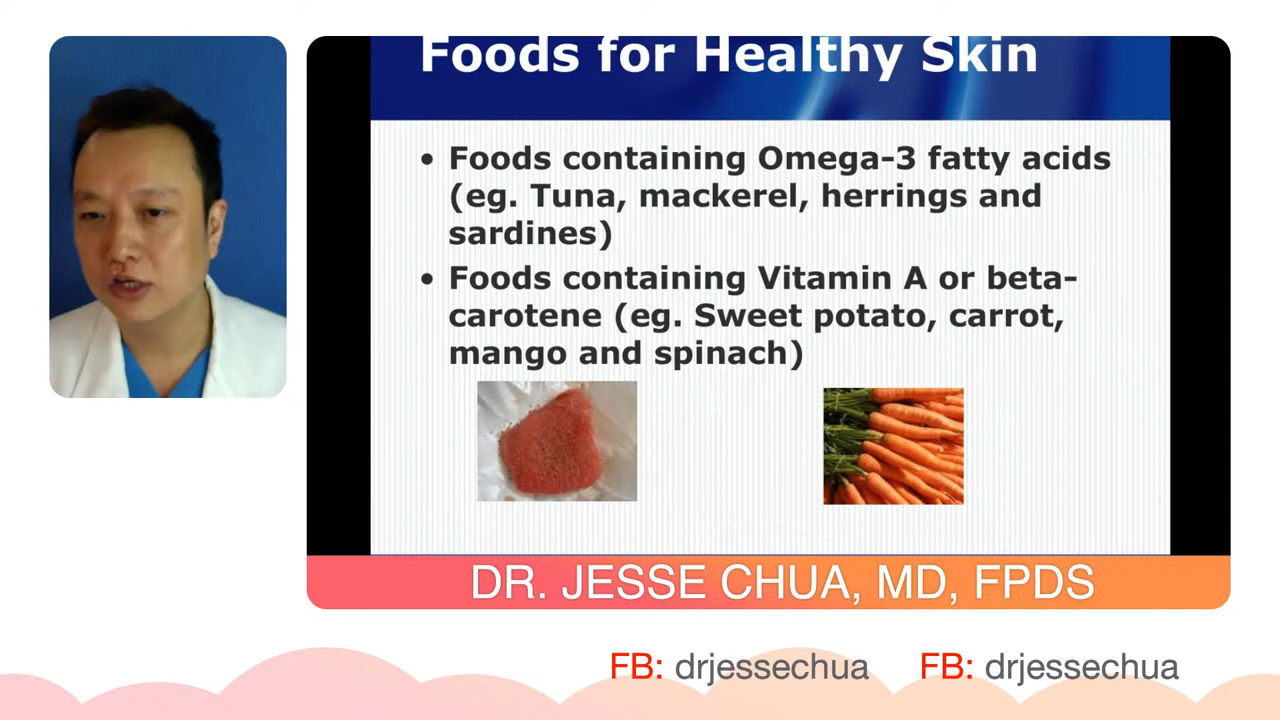 Foods for Healthy Skin
• Foods containing Omega-3 fatty acids
(eg. Tuna, mackerel, herrings and
sardines)
• Foods containing Vitamin A or beta-
carotene (eg. Sweet potato, carrot,
mango and spinach)
DR. JESSE CHUA, MD, FPDS
FB: drjessechua FB: drjessechua